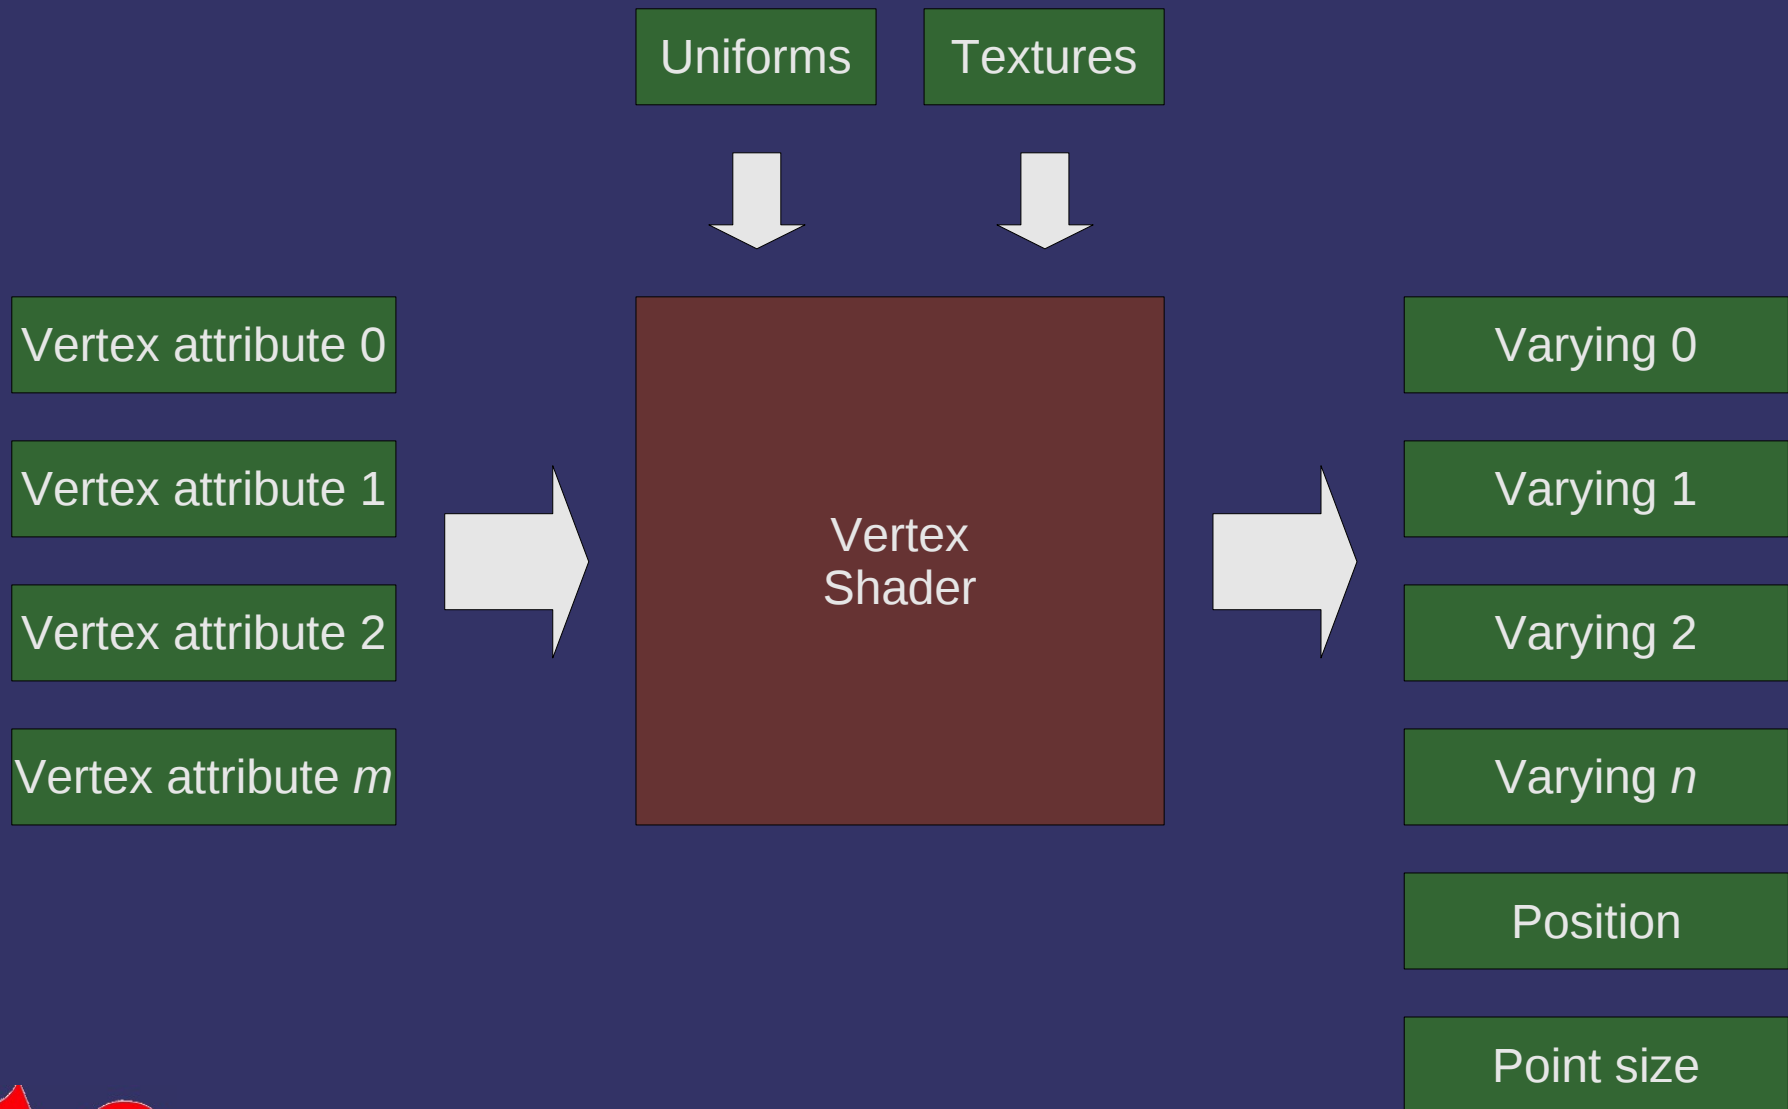 Uniforms
Textures
Vertex attribute 0
Vertex attribute 1
Vertex attribute 2
Vertex attribute m
Vertex
Shader
Varying 0
Varying 1
Varying 2
Varying n
Position
Point size